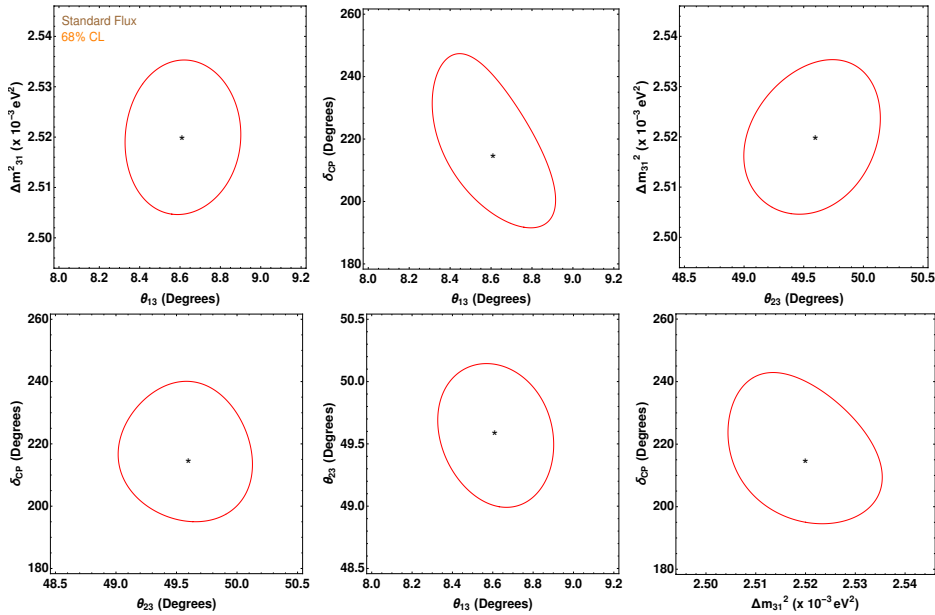 Standard Flux
68% CL
2.54
2.53
2.52
2.51
2.50
Δm²₃₁ (x 10⁻³ eV²)
8.0 8.2 8.4 8.6 8.8 9.0 9.2
θ₁₃ (Degrees)
260
240
220
200
180
δCP (Degrees)
8.0 8.2 8.4 8.6 8.8 9.0 9.2
θ₁₃ (Degrees)
2.54
2.53
2.52
2.51
2.50
Δm₃₁² (x 10⁻³ eV²)
48.5 49.0 49.5 50.0 50.5
θ₂₃ (Degrees)
260
240
220
200
180
δCP (Degrees)
48.5 49.0 49.5 50.0 50.5
θ₂₃ (Degrees)
50.5
50.0
49.5
49.0
48.5
θ₂₃ (Degrees)
8.0 8.2 8.4 8.6 8.8 9.0 9.2
θ₁₃ (Degrees)
260
240
220
200
180
δCP (Degrees)
2.50 2.51 2.52 2.53 2.54
Δm₃₁² (x 10⁻³ eV²)